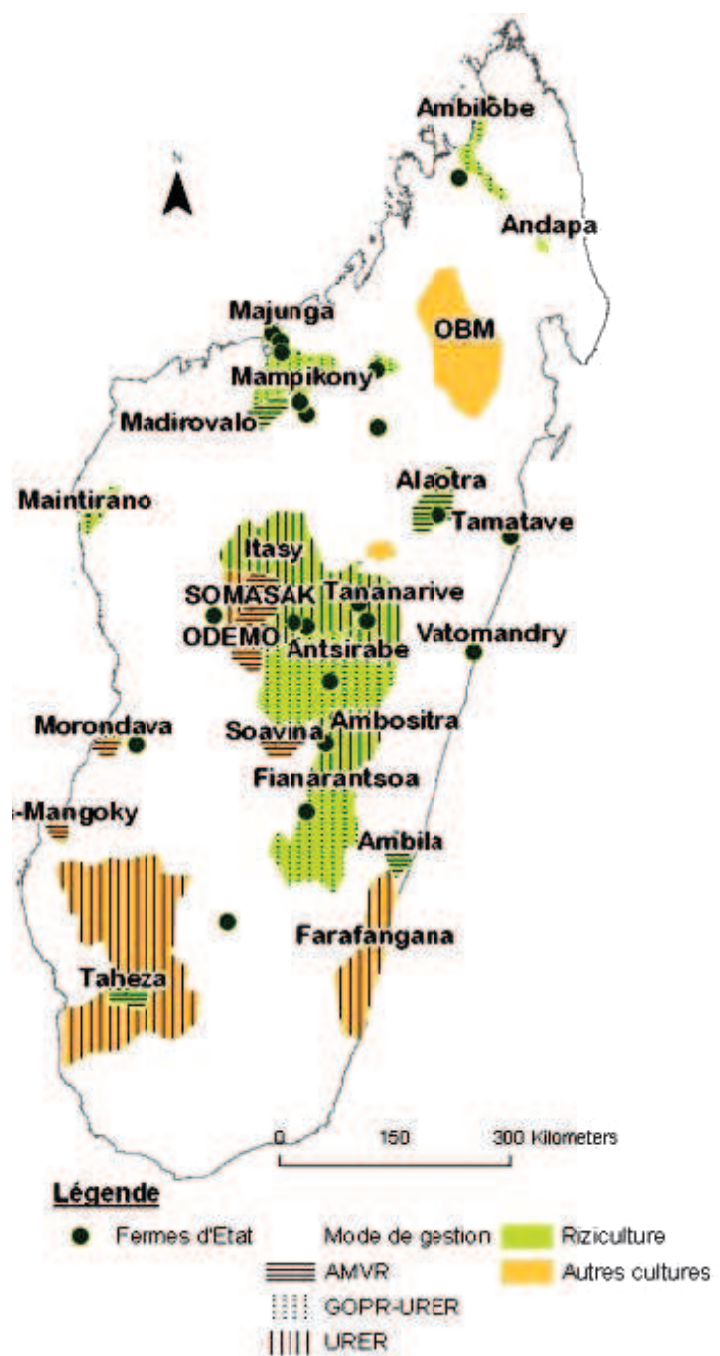 Ambilobe
N
Andapa
Majunga
OBM
Mampikony
Madirovalo
Alaotra
Maintirano
Tamatave
Itasy
SOMASAK Tananarive
ODEMO
Vatomandry
Antsirabe
Morondava
Soavina
Ambositra
Fianarantsoa
s-Mangoky
Ambila
Farafangana
Taheza
0 150 300 Kilometers
Légende
Fermes d'Etat Mode de gestion Riziculture
AMVR Autres cultures
GOPR-URER
URER